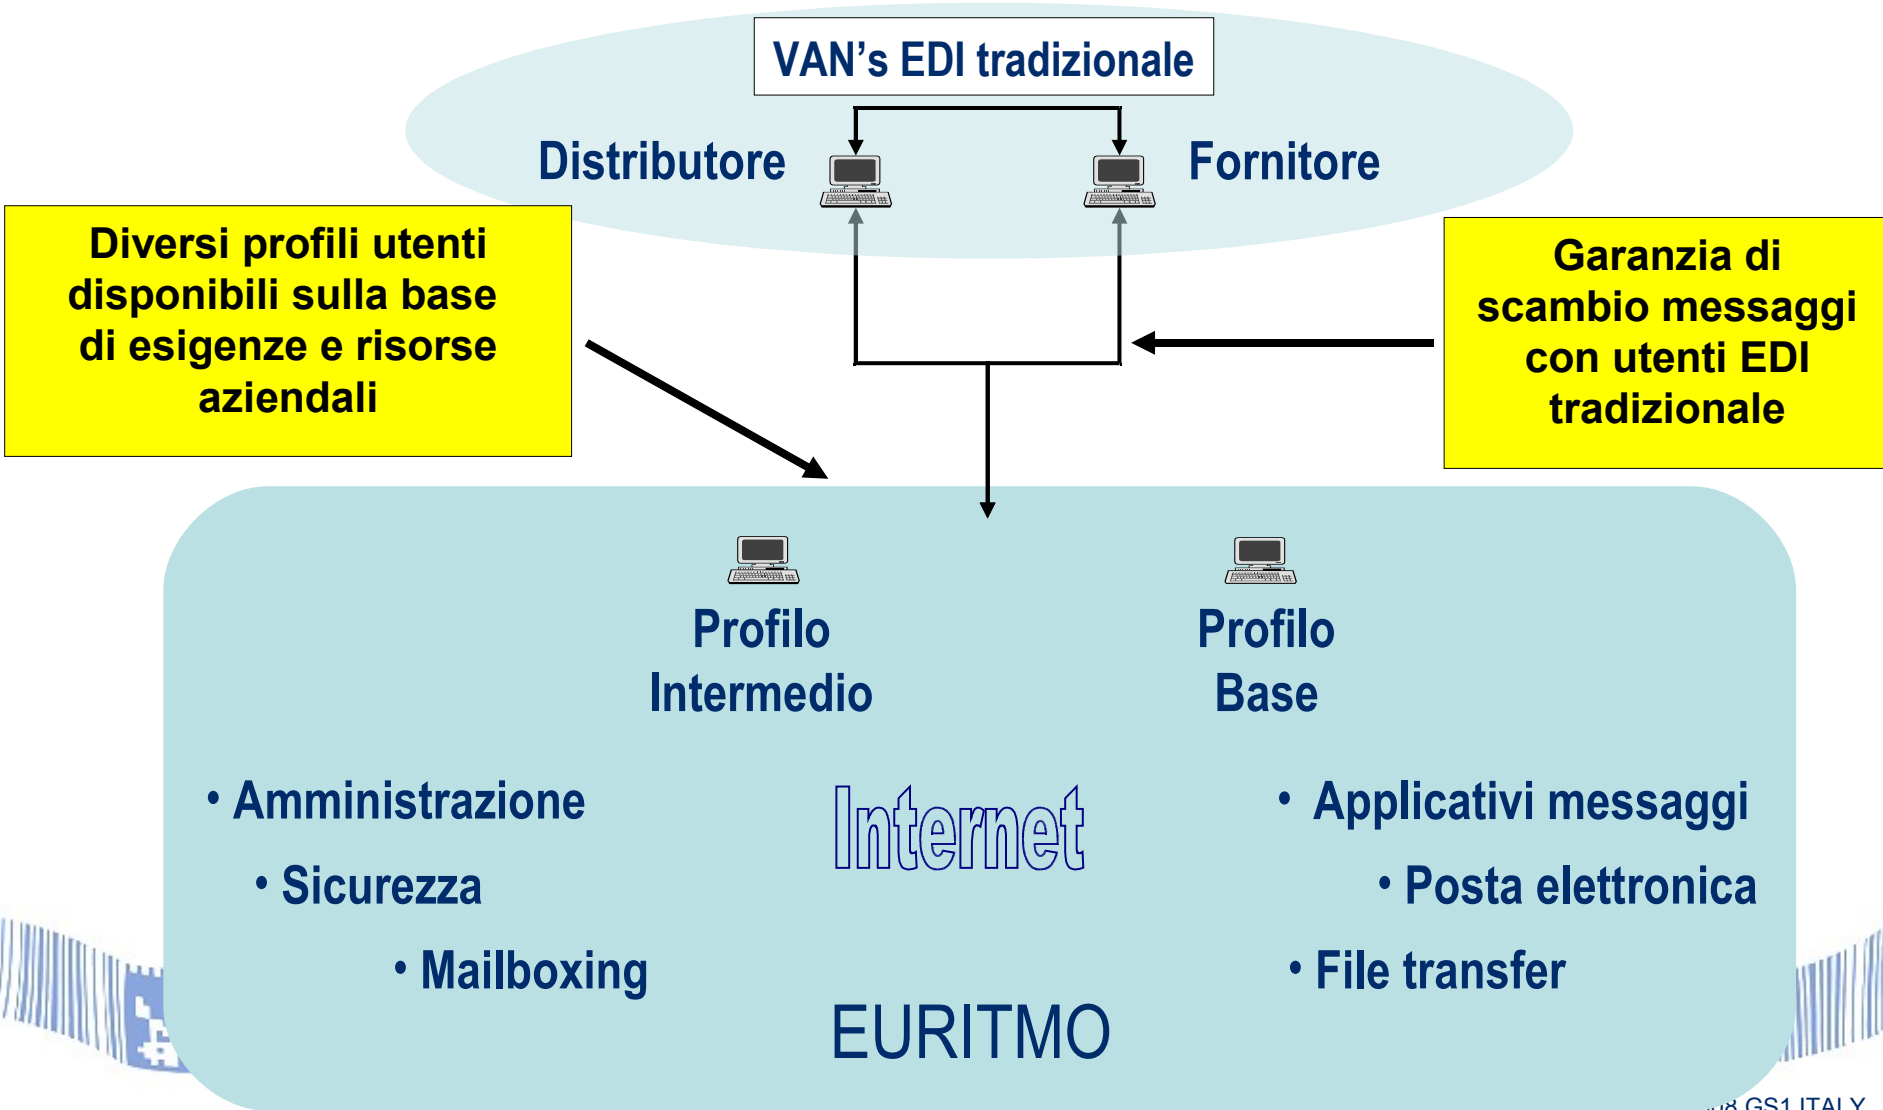 VAN’s EDI tradizionale
Distributore
Fornitore
Diversi profili utenti
disponibili sulla base
di esigenze e risorse
aziendali
Garanzia di
scambio messaggi
con utenti EDI
tradizionale
Profilo
Intermedio
Profilo
Base
• Amministrazione
• Sicurezza
• Mailboxing
Internet
• Applicativi messaggi
• Posta elettronica
• File transfer
EURITMO
GS1 ITALY